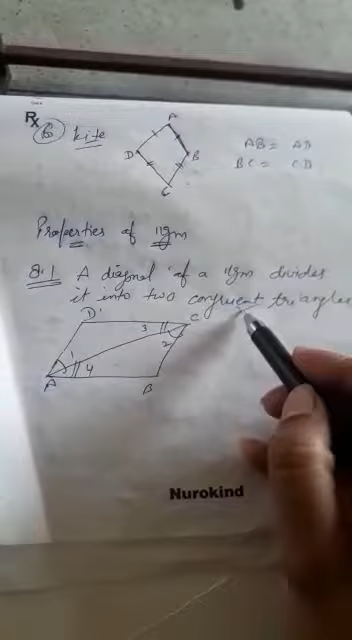 Rx
6 kite
A
D
B
C
AB = AD
BC = CD
Properties of ||gm
8.1 A diagonal of a ||gm divides
it into two congruent triangles
D
3
C
2
1
4
A
B
Nurokind